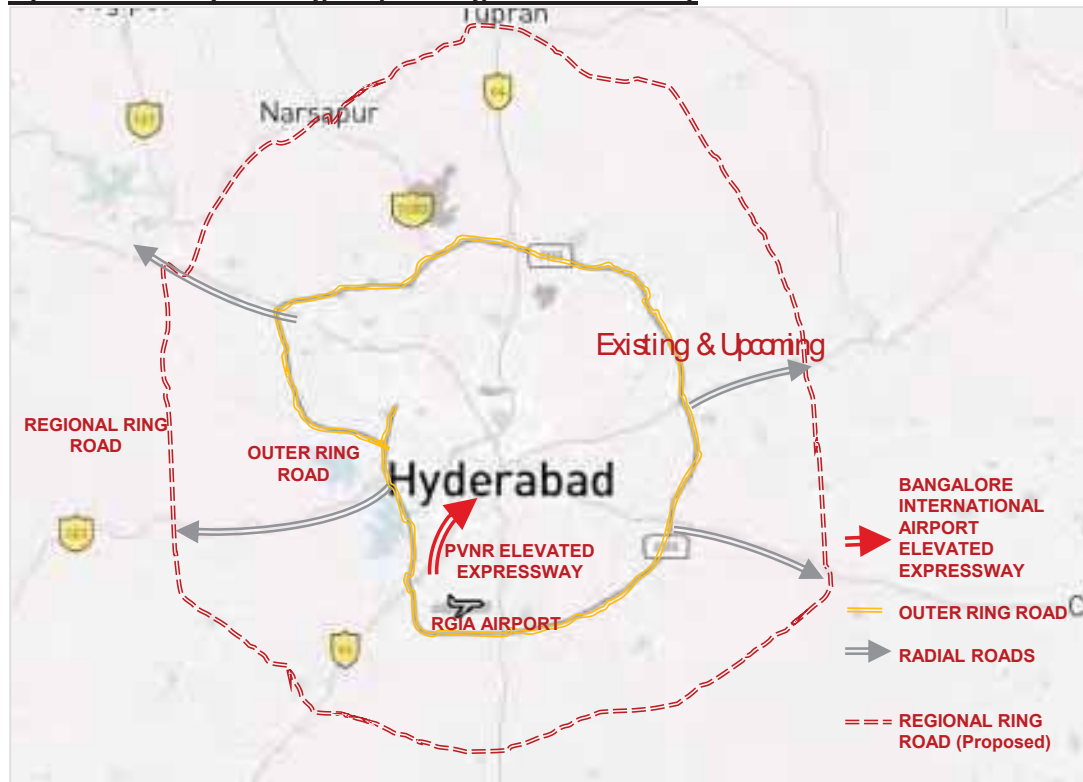 Tupran
Narsapur
Existing & Upcoming
REGIONAL RING
ROAD
OUTER RING
ROAD
Hyderabad
PVNR ELEVATED
EXPRESSWAY
RGIA AIRPORT
BANGALORE
INTERNATIONAL
AIRPORT
ELEVATED
EXPRESSWAY
OUTER RING ROAD
RADIAL ROADS
REGIONAL RING
ROAD (Proposed)